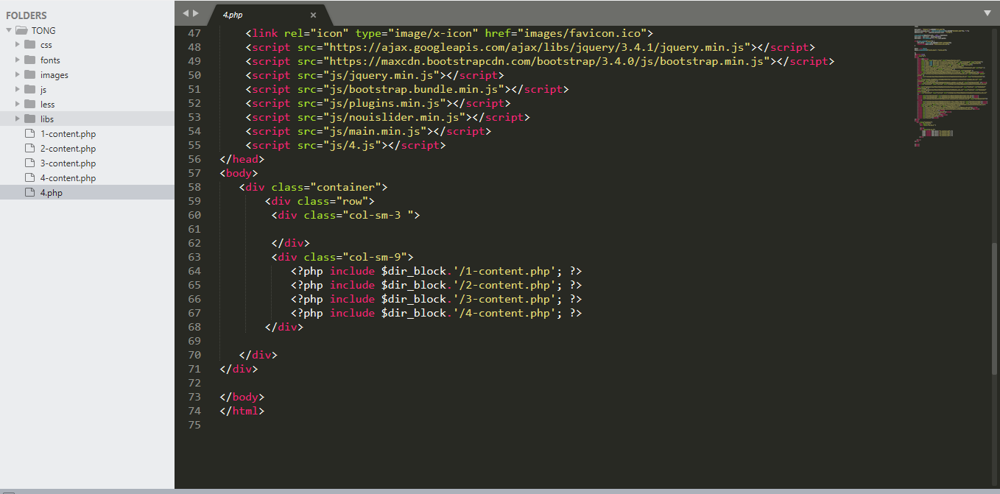 FOLDERS
TONG
css
fonts
images
js
less
libs
1-content.php
2-content.php
3-content.php
4-content.php
4.php
4.php ×
47 <link rel="icon" type="image/x-icon" href="images/favicon.ico">
48 <script src="https://ajax.googleapis.com/ajax/libs/jquery/3.4.1/jquery.min.js"></script>
49 <script src="https://maxcdn.bootstrapcdn.com/bootstrap/3.4.0/js/bootstrap.min.js"></script>
50 <script src="js/jquery.min.js"></script>
51 <script src="js/bootstrap.bundle.min.js"></script>
52 <script src="js/plugins.min.js"></script>
53 <script src="js/nouislider.min.js"></script>
54 <script src="js/main.min.js"></script>
55 <script src="js/4.js"></script>
56 </head>
57 <body>
58 <div class="container">
59 <div class="row">
60 <div class="col-sm-3 ">
61
62 </div>
63 <div class="col-sm-9">
64 <?php include $dir_block.'/1-content.php'; ?>
65 <?php include $dir_block.'/2-content.php'; ?>
66 <?php include $dir_block.'/3-content.php'; ?>
67 <?php include $dir_block.'/4-content.php'; ?>
68 </div>
69
70 </div>
71 </div>
72
73 </body>
74 </html>
75